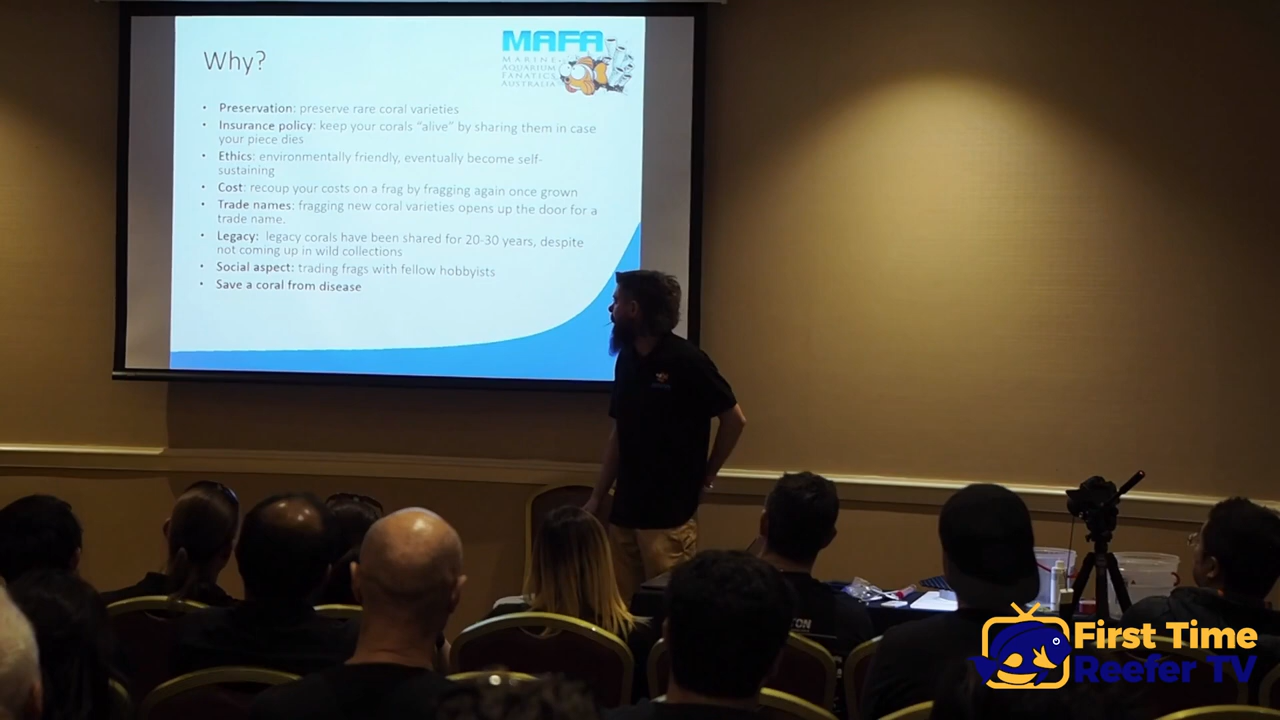 Why?
MAFA
MARINE
AQUARIUM
FANATICS
AUSTRALIA
• Preservation: preserve rare coral varieties
• Insurance policy: keep your corals “alive” by sharing them in case
your piece dies
• Ethics: environmentally friendly, eventually become self-
sustaining
• Cost: recoup your costs on a frag by fragging again once grown
• Trade names: fragging new coral varieties opens up the door for a
trade name.
• Legacy: legacy corals have been shared for 20-30 years, despite
not coming up in wild collections
• Social aspect: trading frags with fellow hobbyists
• Save a coral from disease
TON
First Time
Reefer TV